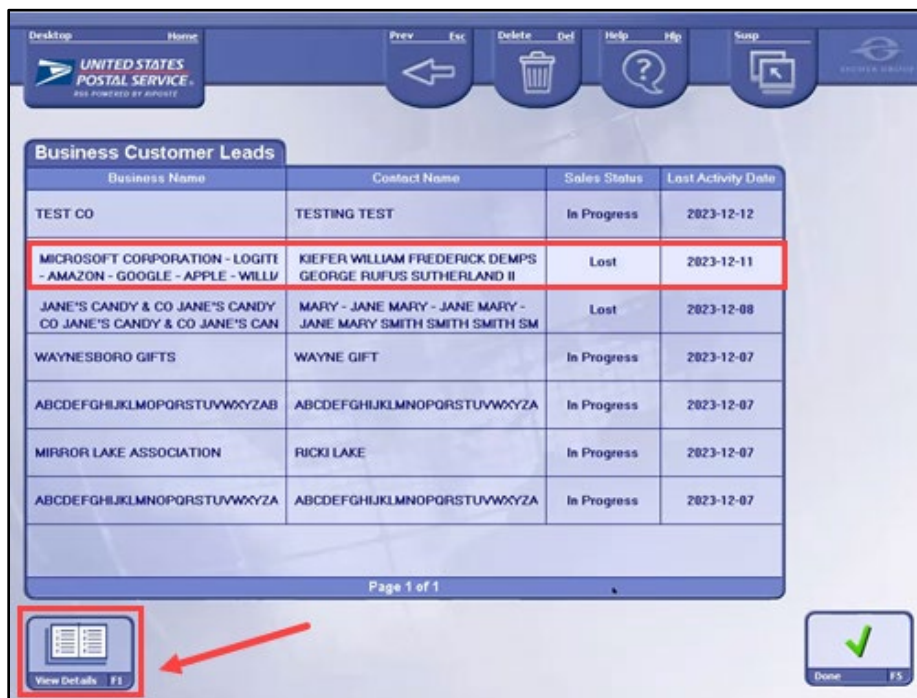 Desktop Home
Prev Esc
Delete Del
Help Hlp
Susp
UNITED STATES
POSTAL SERVICE®
RSS POWERED BY RIPOSTE
ESCHER GROUP
Business Customer Leads
Business Name Contact Name Sales Status Last Activity Date
TEST CO TESTING TEST In Progress 2023-12-12
MICROSOFT CORPORATION - LOGITE KIEFER WILLIAM FREDERICK DEMPS
- AMAZON - GOOGLE - APPLE - WILLI GEORGE RUFUS SUTHERLAND II Lost 2023-12-11
JANE'S CANDY & CO JANE'S CANDY MARY - JANE MARY - JANE MARY -
CO JANE'S CANDY & CO JANE'S CAN JANE MARY SMITH SMITH SMITH SM Lost 2023-12-08
WAYNESBORO GIFTS WAYNE GIFT In Progress 2023-12-07
ABCDEFGHIJKLMOPQRSTUVWXYZAB ABCDEFGHIJKLMNOPQRSTUVWXYZA In Progress 2023-12-07
MIRROR LAKE ASSOCIATION RICKI LAKE In Progress 2023-12-07
ABCDEFGHIJKLMNOPQRSTUVWXYZA ABCDEFGHIJKLMNOPQRSTUVWXYZA In Progress 2023-12-07
Page 1 of 1
View Details F1
Done F5